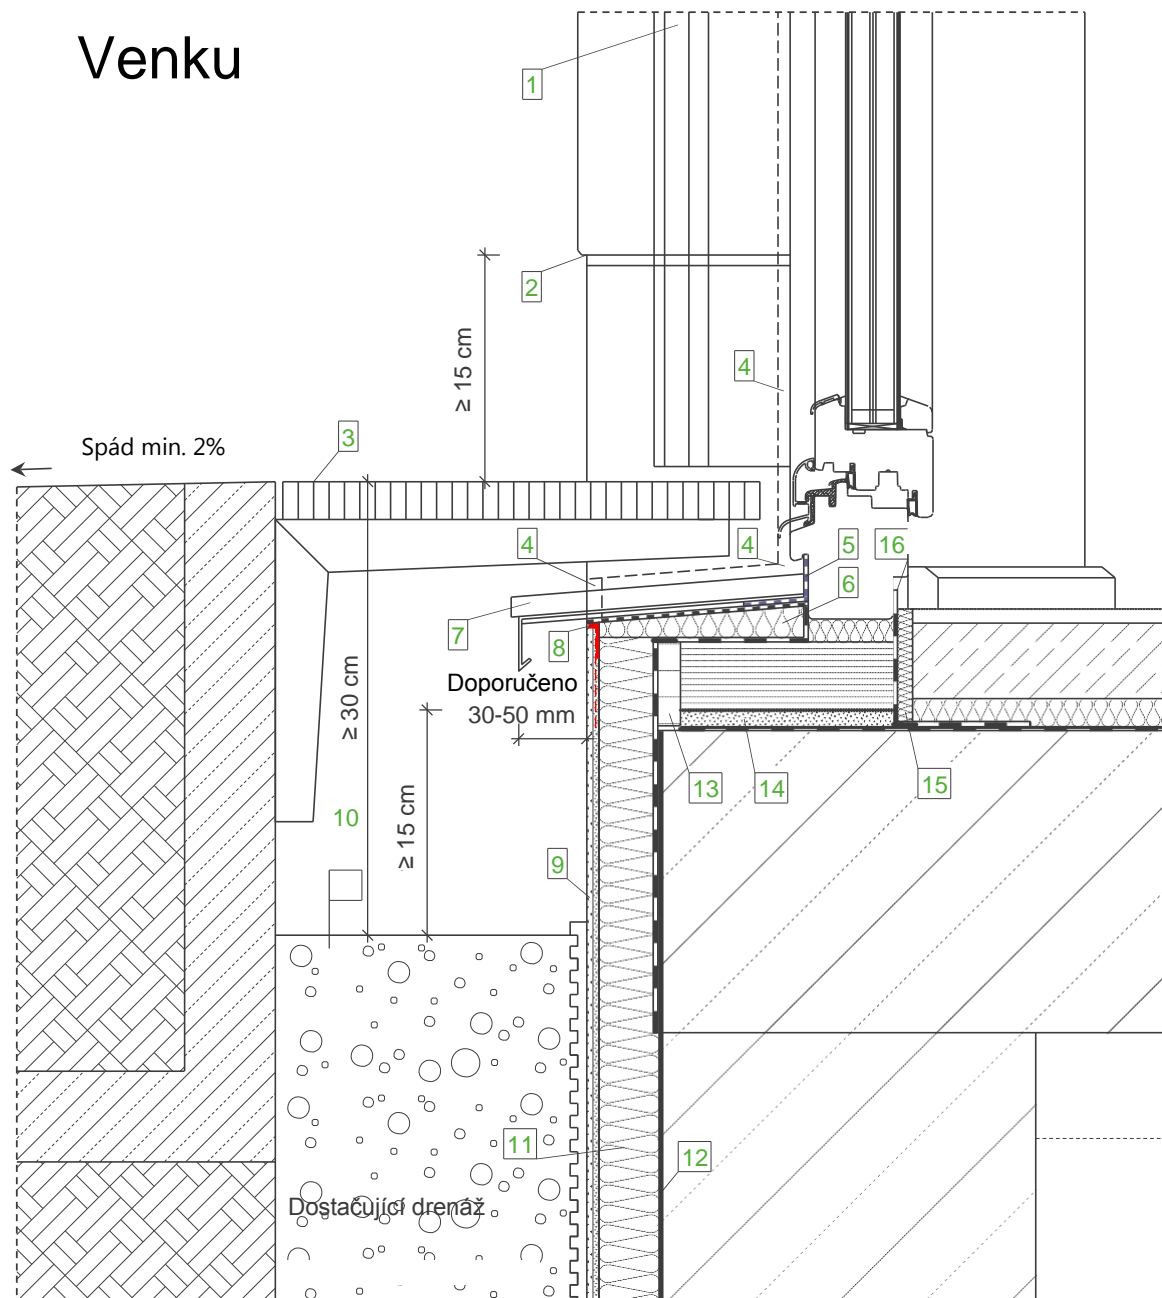 Venku
1
2
≥ 15 cm
4
3
Spád min. 2%
4
4
5
16
6
7
8
Doporučeno
30-50 mm
≥ 30 cm
13
14
15
10
≥ 15 cm
9
11
12
Dostačující drenáž